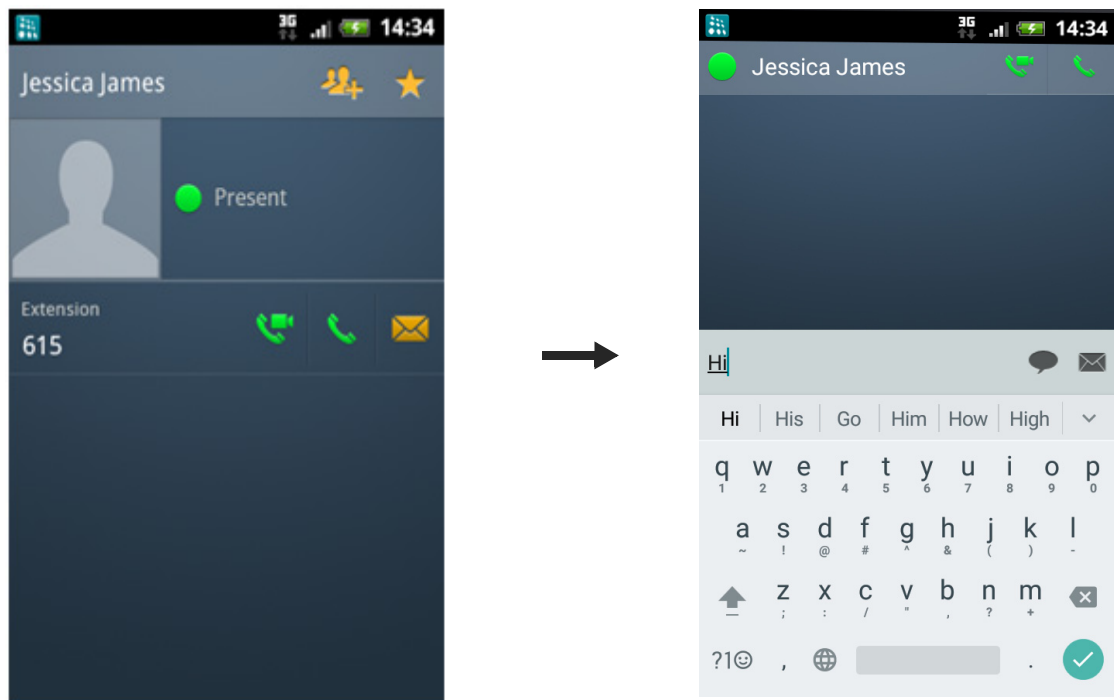 3G 14:34
Jessica James
Present
Extension
615
3G 14:34
Jessica James
Hi
Hi His Go Him How High
q w e r t y u i o p
1 2 3 4 5 6 7 8 9 0
a s d f g h j k l
~ ! @ # ^ & ( ) -
z x c v b n m
; : / " , ? +
?1☺ , .